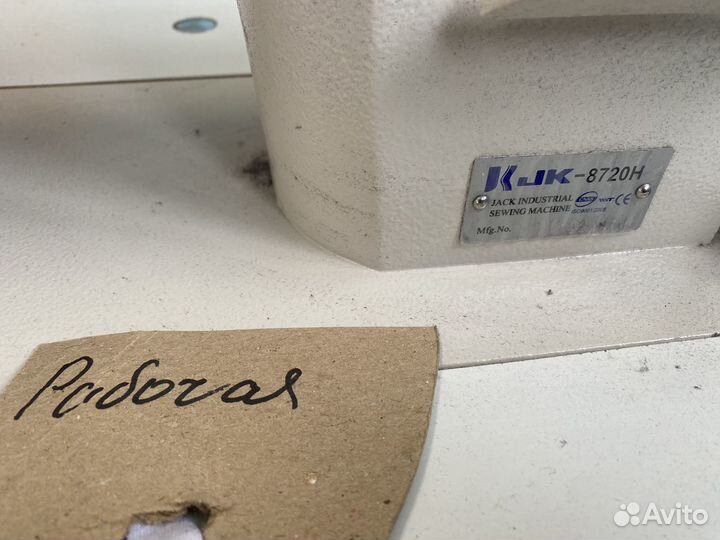 JK-8720H
JACK INDUSTRIAL
SEWING MACHINE
CE
Mfg.No.
Рабочая
Avito